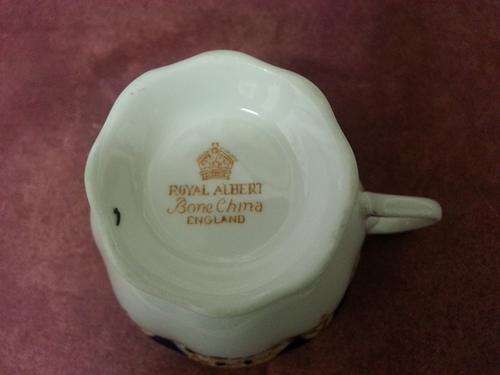 ROYAL ALBERT
Bone China
ENGLAND